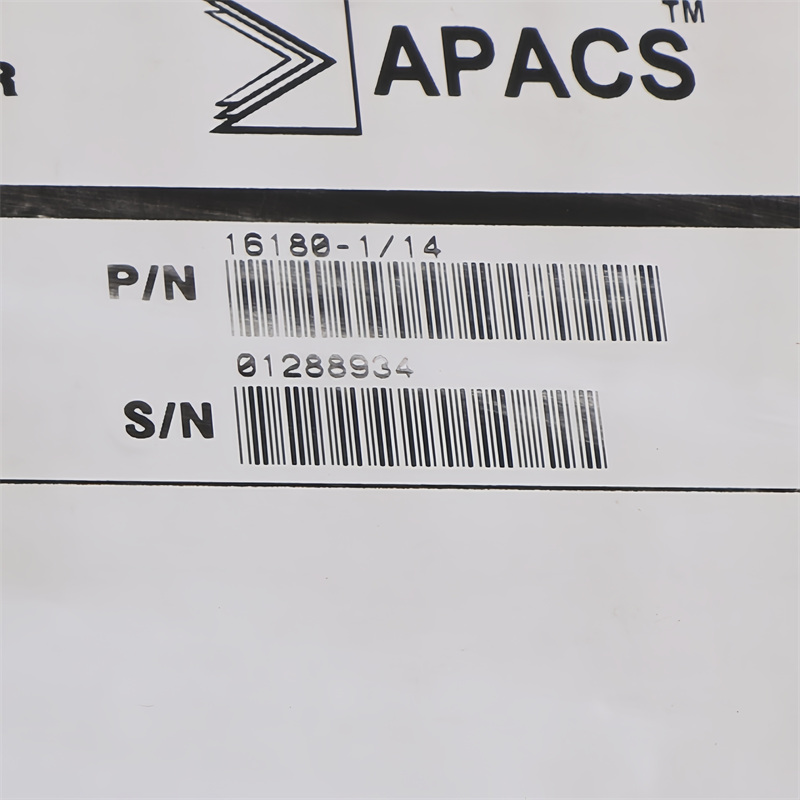 APACS™
R
16180-1/14
P/N
01288934
S/N